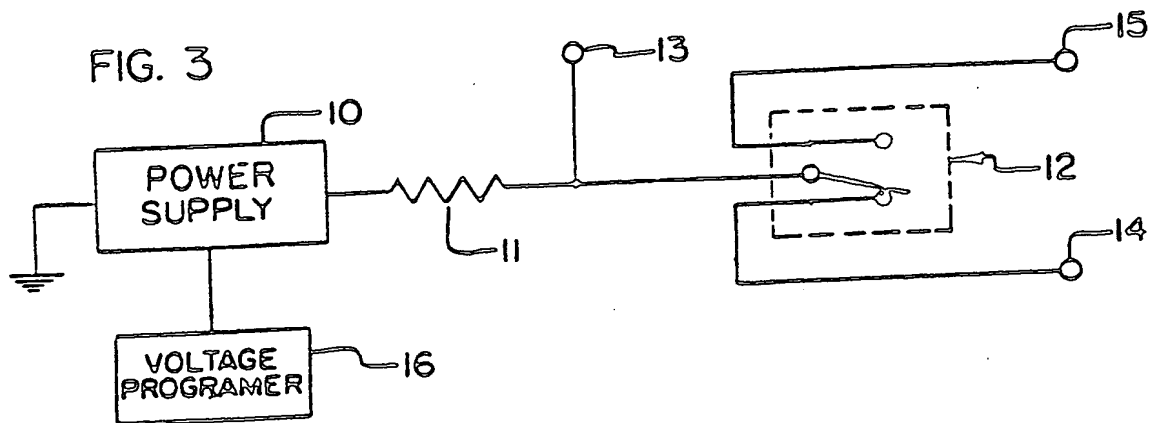 FIG. 3
13
15
10
POWER
SUPPLY
12
11
14
VOLTAGE
PROGRAMER
16